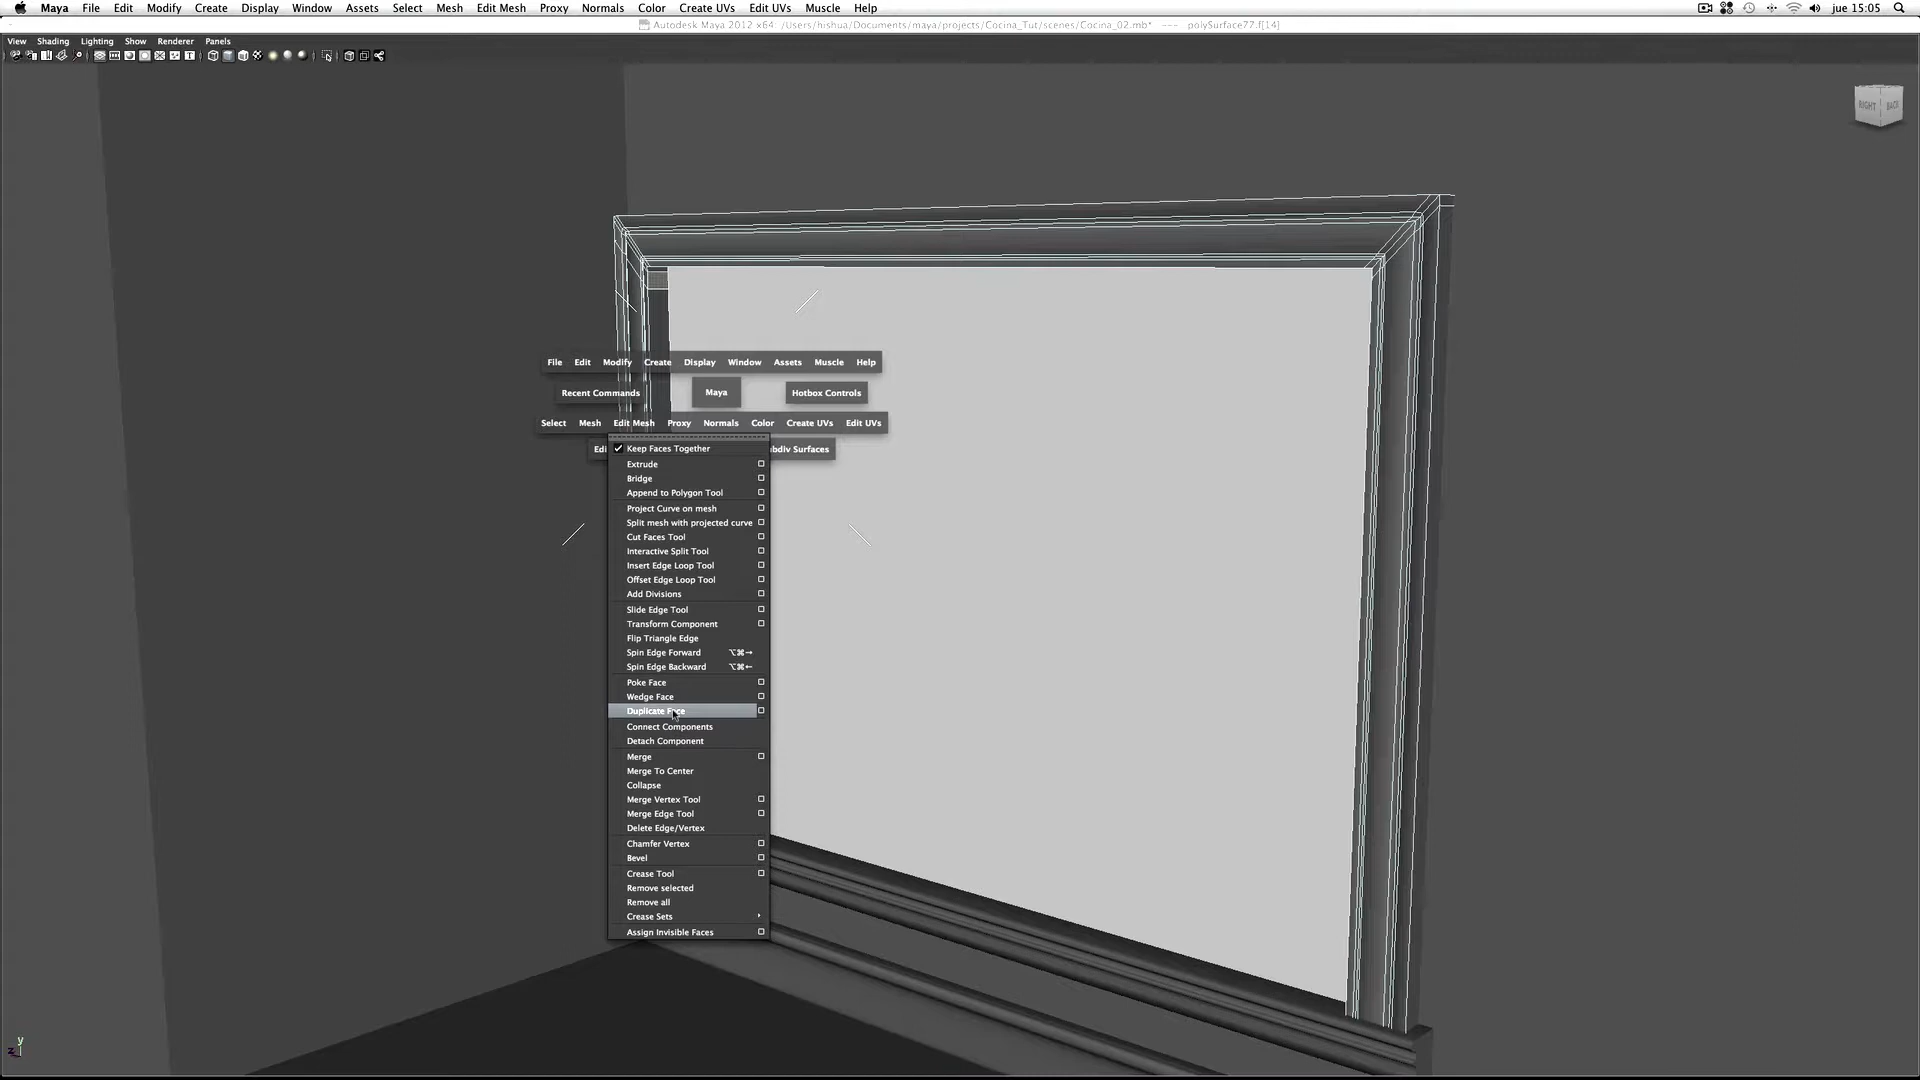 Maya File Edit Modify Create Display Window Assets Select Mesh Edit Mesh Proxy Normals Color Create UVs Edit UVs Muscle Help jue 15:05
Autodesk Maya 2012 x64: /Users/hishua/Documents/maya/projects/Cocina_Tut/scenes/Cocina_02.mb* --- polySurface77.f[14]
View Shading Lighting Show Renderer Panels
RIGHT BACK
File Edit Modify Create Display Window Assets Muscle Help
Recent Commands Maya Hotbox Controls
Select Mesh Edit Mesh Proxy Normals Color Create UVs Edit UVs
Edi bdiv Surfaces
Keep Faces Together
Extrude
Bridge
Append to Polygon Tool
Project Curve on mesh
Split mesh with projected curve
Cut Faces Tool
Interactive Split Tool
Insert Edge Loop Tool
Offset Edge Loop Tool
Add Divisions
Slide Edge Tool
Transform Component
Flip Triangle Edge
Spin Edge Forward ⌥⌘→
Spin Edge Backward ⌥⌘←
Poke Face
Wedge Face
Duplicate Face
Connect Components
Detach Component
Merge
Merge To Center
Collapse
Merge Vertex Tool
Merge Edge Tool
Delete Edge/Vertex
Chamfer Vertex
Bevel
Crease Tool
Remove selected
Remove all
Crease Sets
Assign Invisible Faces
y
z